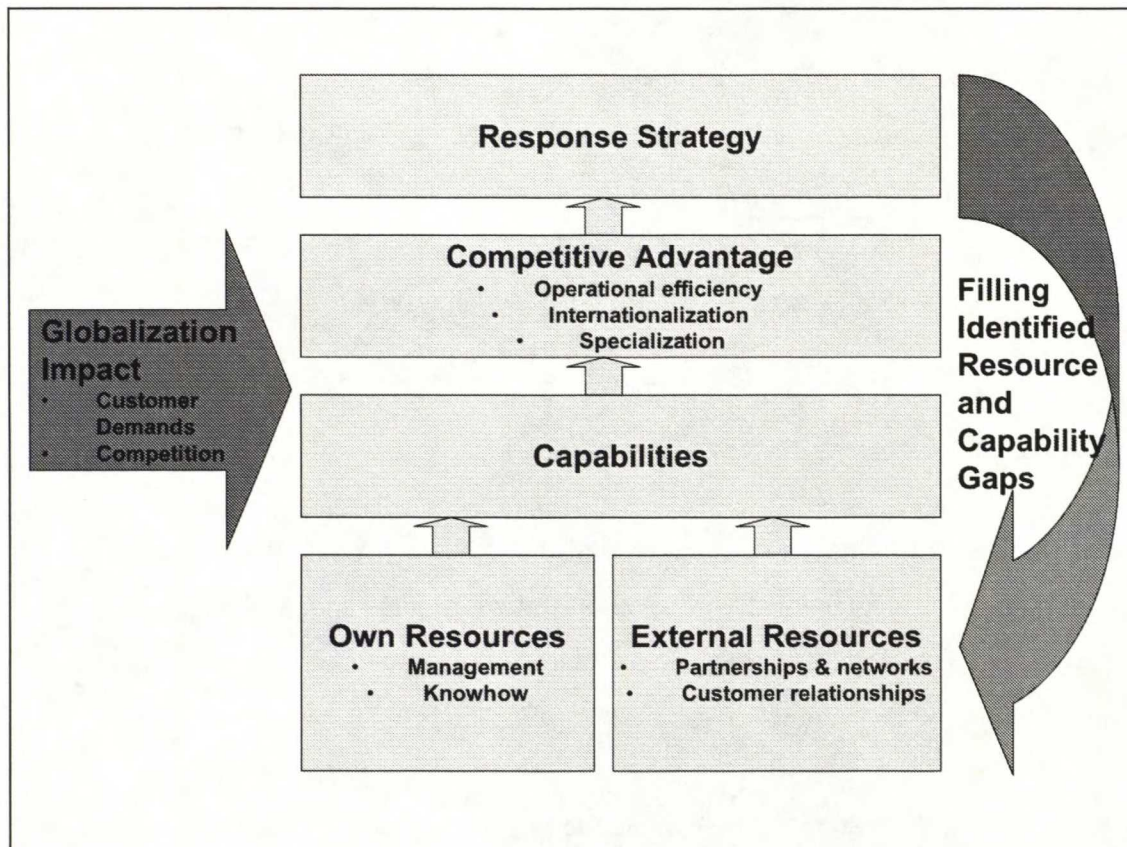 Response Strategy
Competitive Advantage
• Operational efficiency
• Internationalization
• Specialization
Globalization
Impact
• Customer
Demands
• Competition
Capabilities
Filling
Identified
Resource
and
Capability
Gaps
Own Resources
• Management
• Knowhow
External Resources
• Partnerships & networks
• Customer relationships